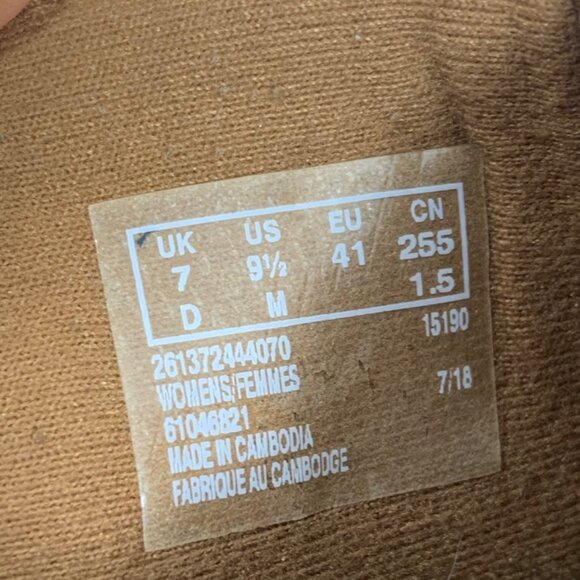 UK US EU CN
7 9½ 41 255
D M 1.5
15190
261372444070
WOMENS/FEMMES 7/18
61046821
MADE IN CAMBODIA
FABRIQUE AU CAMBODGE